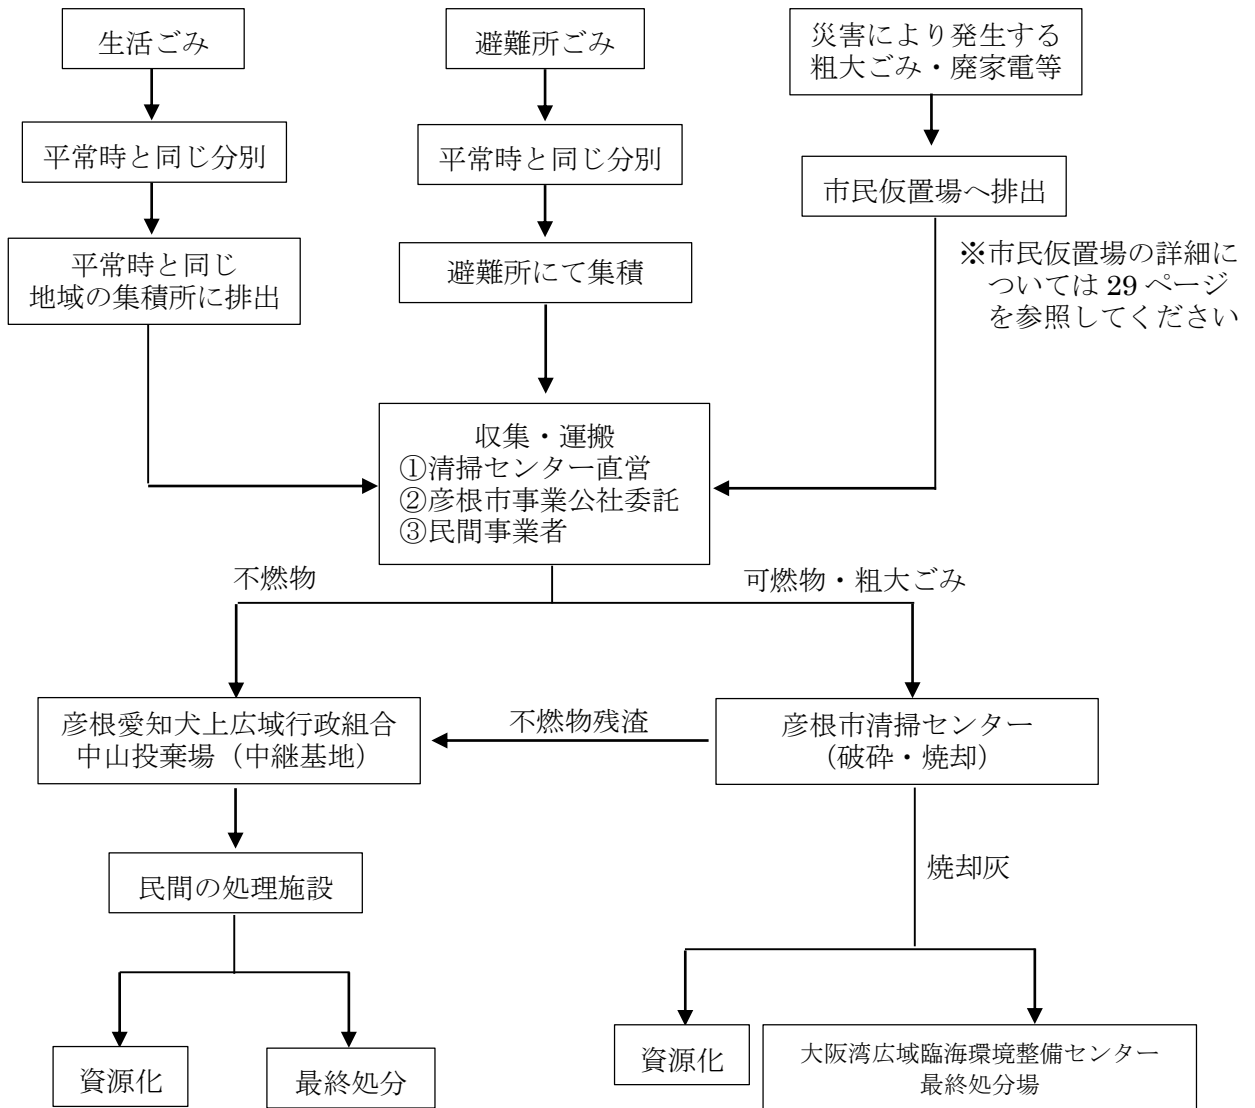 生活ごみ
避難所ごみ
災害により発生する
粗大ごみ・廃家電等
平常時と同じ分別
平常時と同じ分別
市民仮置場へ排出
平常時と同じ
地域の集積所に排出
避難所にて集積
※市民仮置場の詳細に
ついては 29 ページ
を参照してください
収集・運搬
①清掃センター直営
②彦根市事業公社委託
③民間事業者
不燃物
可燃物・粗大ごみ
彦根愛知犬上広域行政組合
中山投棄場（中継基地）
不燃物残渣
彦根市清掃センター
（破砕・焼却）
民間の処理施設
焼却灰
資源化
最終処分
資源化
大阪湾広域臨海環境整備センター
最終処分場